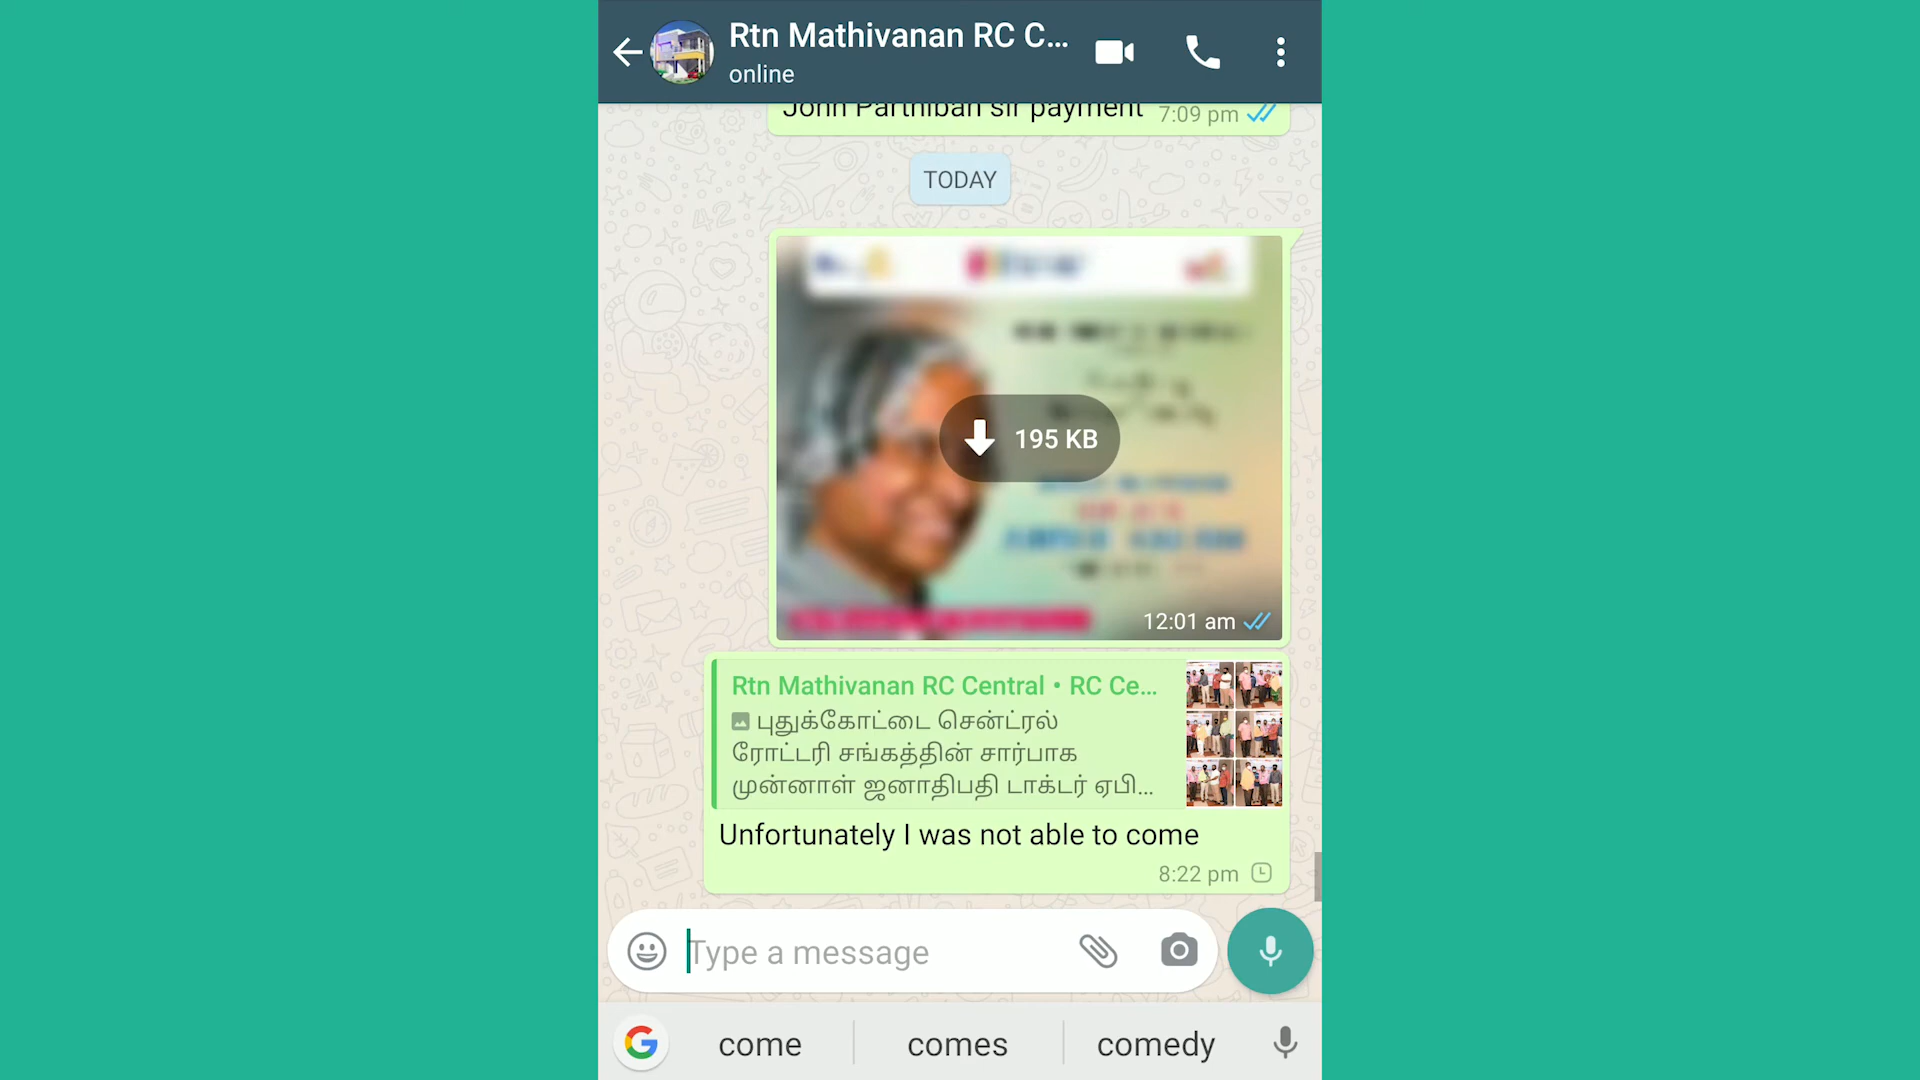 Rtn Mathivanan RC C...
online
John Parthiban sir payment 7:09 pm
TODAY
195 KB
12:01 am
Rtn Mathivanan RC Central • RC Ce...
புதுக்கோட்டை சென்ட்ரல்
ரோட்டரி சங்கத்தின் சார்பாக
முன்னாள் ஜனாதிபதி டாக்டர் ஏபி...
Unfortunately I was not able to come
8:22 pm
Type a message
come comes comedy